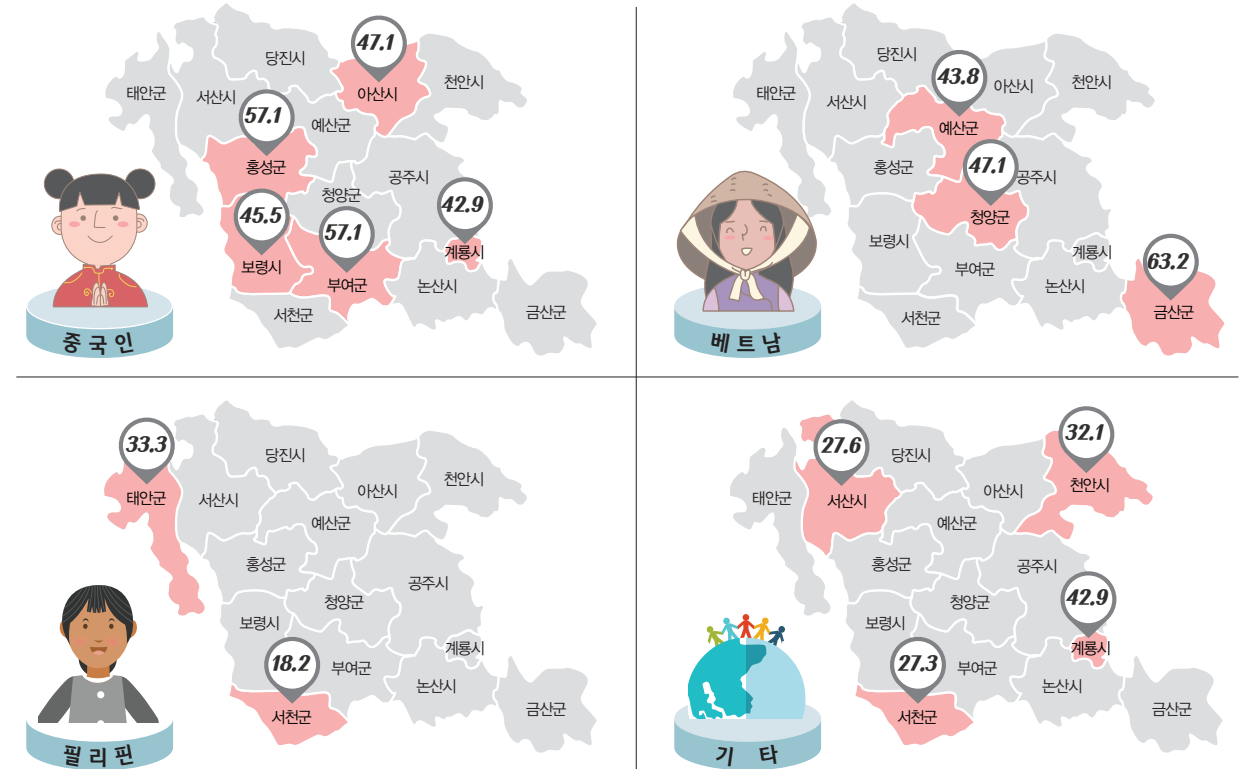 47.1
당진시
천안시
태안군
서산시
아산시
57.1
예산군
홍성군
공주시
청양군
42.9
45.5
57.1
계룡시
보령시
부여군
논산시
서천군
금산군
중국인
당진시
43.8
아산시
천안시
태안군
서산시
예산군
47.1
홍성군
공주시
청양군
보령시
계룡시
63.2
부여군
논산시
금산군
서천군
베트남
33.3
당진시
천안시
태안군
서산시
아산시
예산군
홍성군
공주시
청양군
보령시
계룡시
18.2
부여군
논산시
서천군
금산군
필리핀
32.1
27.6
당진시
천안시
태안군
서산시
아산시
예산군
홍성군
공주시
42.9
청양군
보령시
계룡시
27.3
부여군
논산시
서천군
금산군
기 타